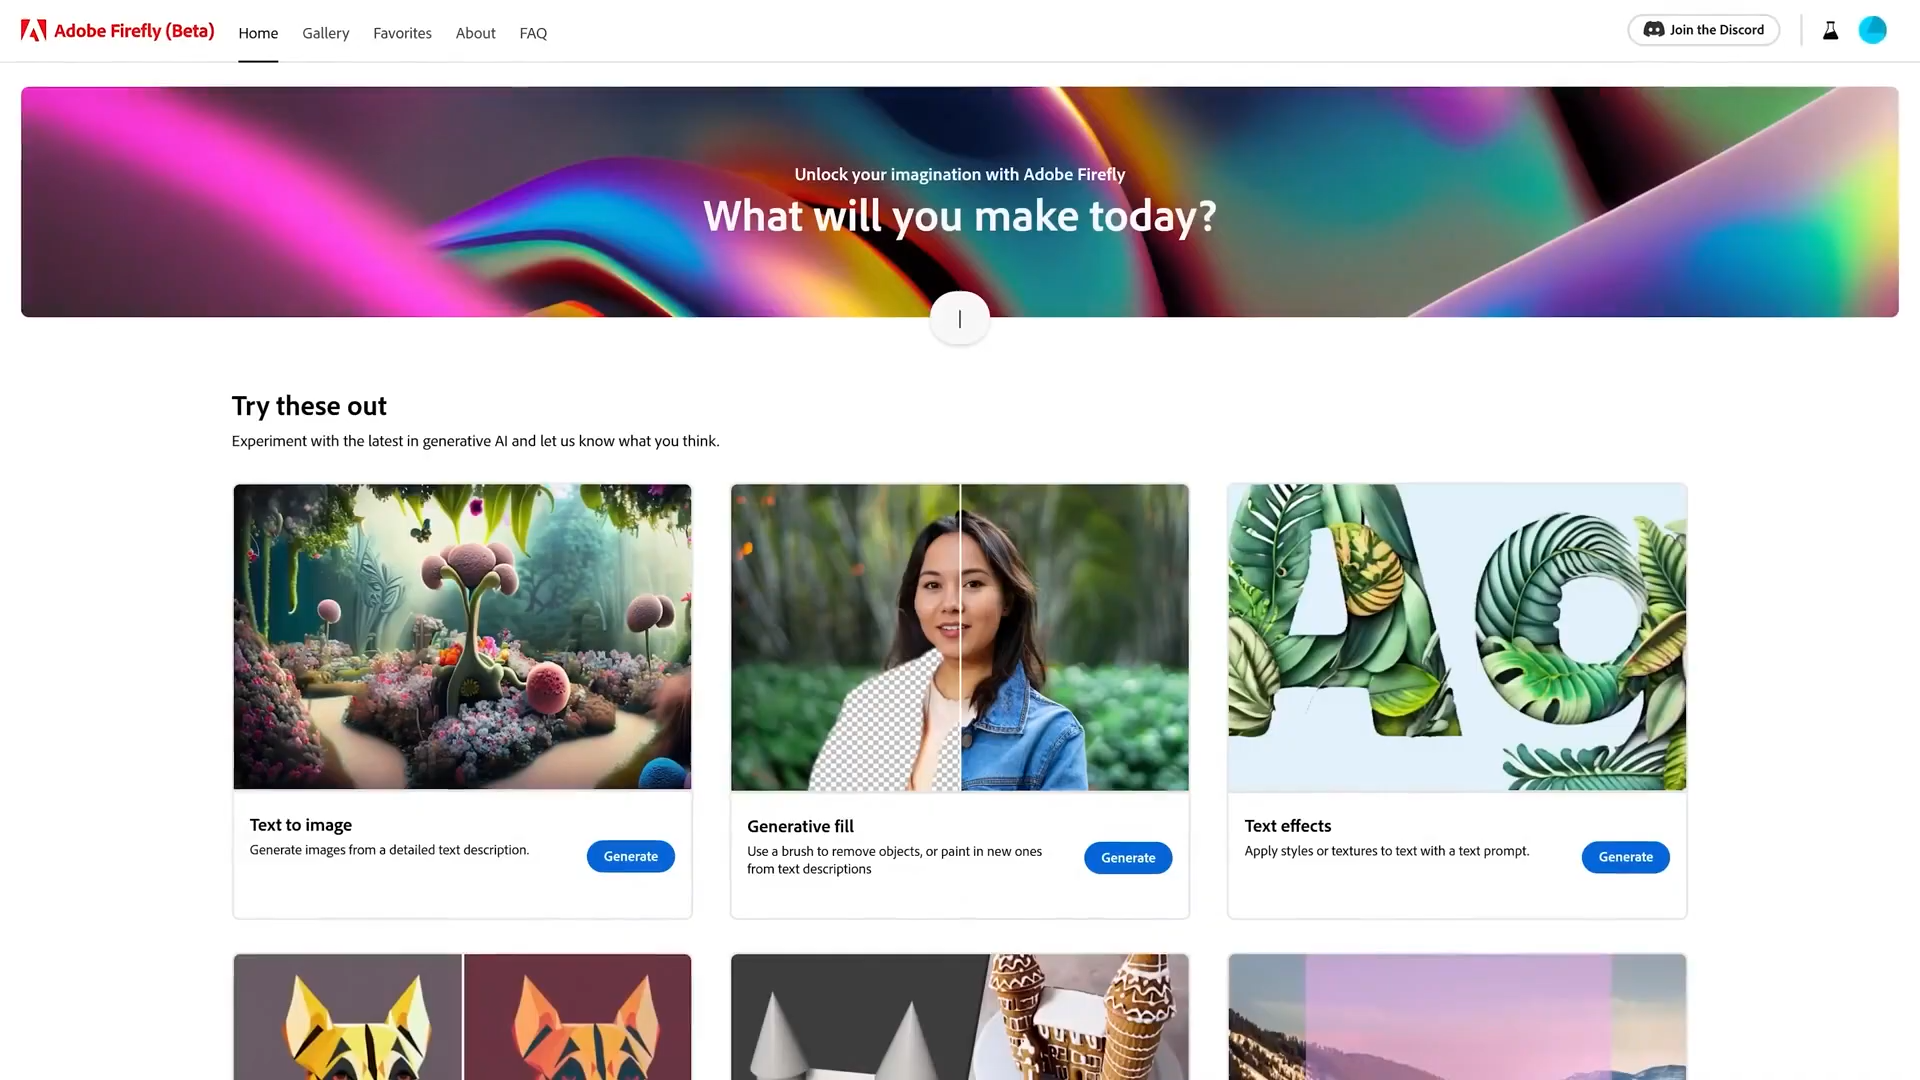 Adobe Firefly (Beta)
Home
Gallery
Favorites
About
FAQ
Join the Discord
Unlock your imagination with Adobe Firefly
What will you make today?
Try these out
Experiment with the latest in generative AI and let us know what you think.
Text to image
Generate images from a detailed text description.
Generate
Generative fill
Use a brush to remove objects, or paint in new ones
from text descriptions
Generate
Text effects
Apply styles or textures to text with a text prompt.
Generate